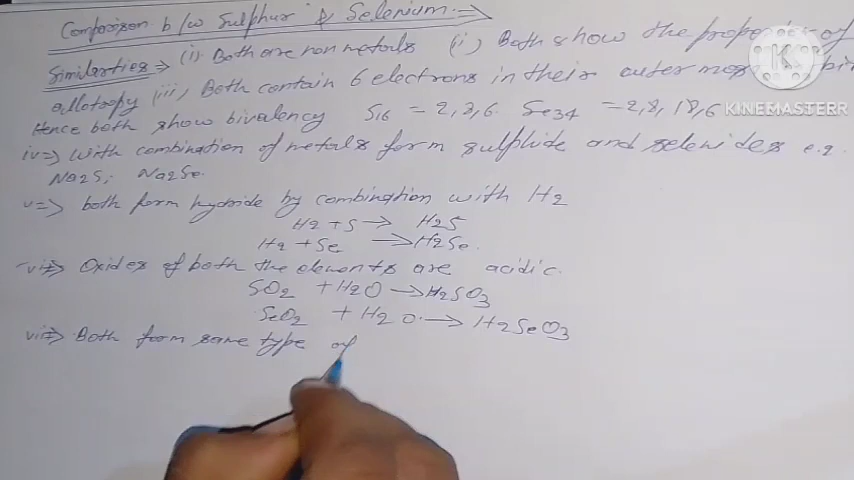 Comparison b/w Sulphur & Selenium :→
Similarties → (i) Both are non metals (i) Both show the properties of
allotropy (iii) Both contain 6 electrons in their outer most
Hence both show bivalency S16 = 2,8,6. Se34 = 2,8,18,6
iv => with combination of metals form sulphide and selenides e.g.
Na2S, Na2Se.
v => both form hydride by combination with H2
H2 + S → H2S
H2 + Se → H2Se.
vi => Oxides of both the elements are acidic.
SO2 + H2O → H2SO3
SeO2 + H2O → H2SeO3
vii => Both form same type of
KINEMASTER